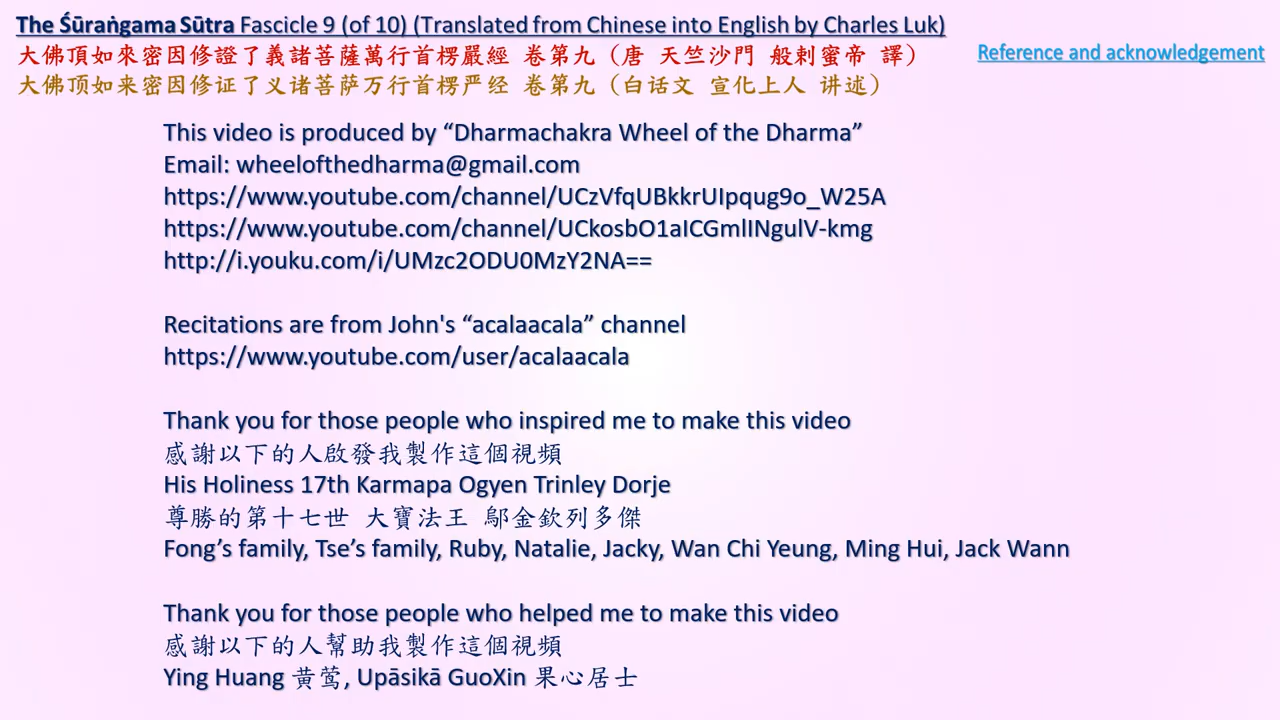 The Śūraṅgama Sūtra Fascicle 9 (of 10) (Translated from Chinese into English by Charles Luk)
大佛頂如來密因修證了義諸菩薩萬行首楞嚴經 卷第九（唐 天竺沙門 般剌蜜帝 譯）
Reference and acknowledgement
大佛顶如来密因修证了义诸菩萨万行首楞严经 卷第九（白话文 宣化上人 讲述）
This video is produced by “Dharmachakra Wheel of the Dharma”
Email: wheelofthedharma@gmail.com
https://www.youtube.com/channel/UCzVfqUBkkrUIpqug9o_W25A
https://www.youtube.com/channel/UCkosbO1aICGmlINgulV-kmg
http://i.youku.com/i/UMzc2ODU0MzY2NA==
Recitations are from John's “acalaacala” channel
https://www.youtube.com/user/acalaacala
Thank you for those people who inspired me to make this video
感謝以下的人啟發我製作這個視頻
His Holiness 17th Karmapa Ogyen Trinley Dorje
尊勝的第十七世 大寶法王 鄔金欽列多傑
Fong’s family, Tse’s family, Ruby, Natalie, Jacky, Wan Chi Yeung, Ming Hui, Jack Wann
Thank you for those people who helped me to make this video
感謝以下的人幫助我製作這個視頻
Ying Huang 黄莺, Upāsikā GuoXin 果心居士